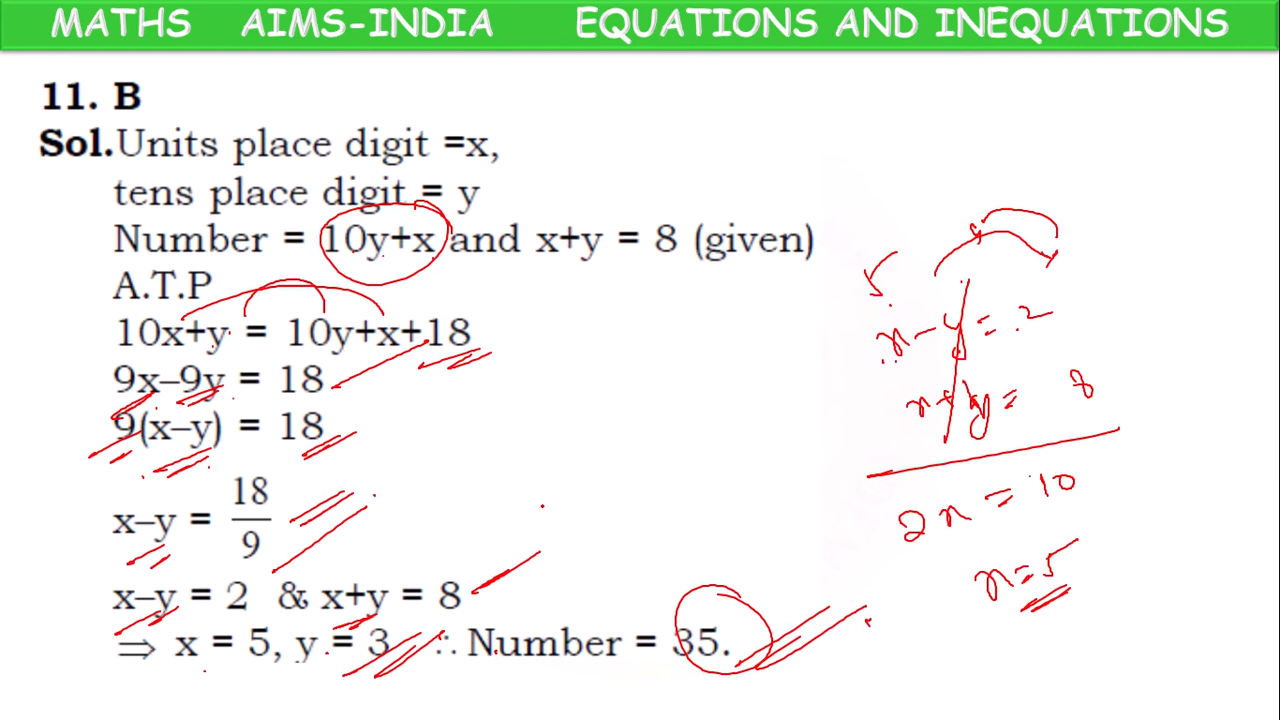 MATHS AIMS-INDIA EQUATIONS AND INEQUATIONS
11. B
Sol.Units place digit =x,
tens place digit = y
Number = 10y+x and x+y = 8 (given)
A.T.P
10x+y = 10y+x+18
9x–9y = 18
9(x–y) = 18
x–y = 18/9
x–y = 2 & x+y = 8
⇒ x = 5, y = 3 ∴ Number = 35.
x – y = 2
x + y = 8
2x = 10
x = 5